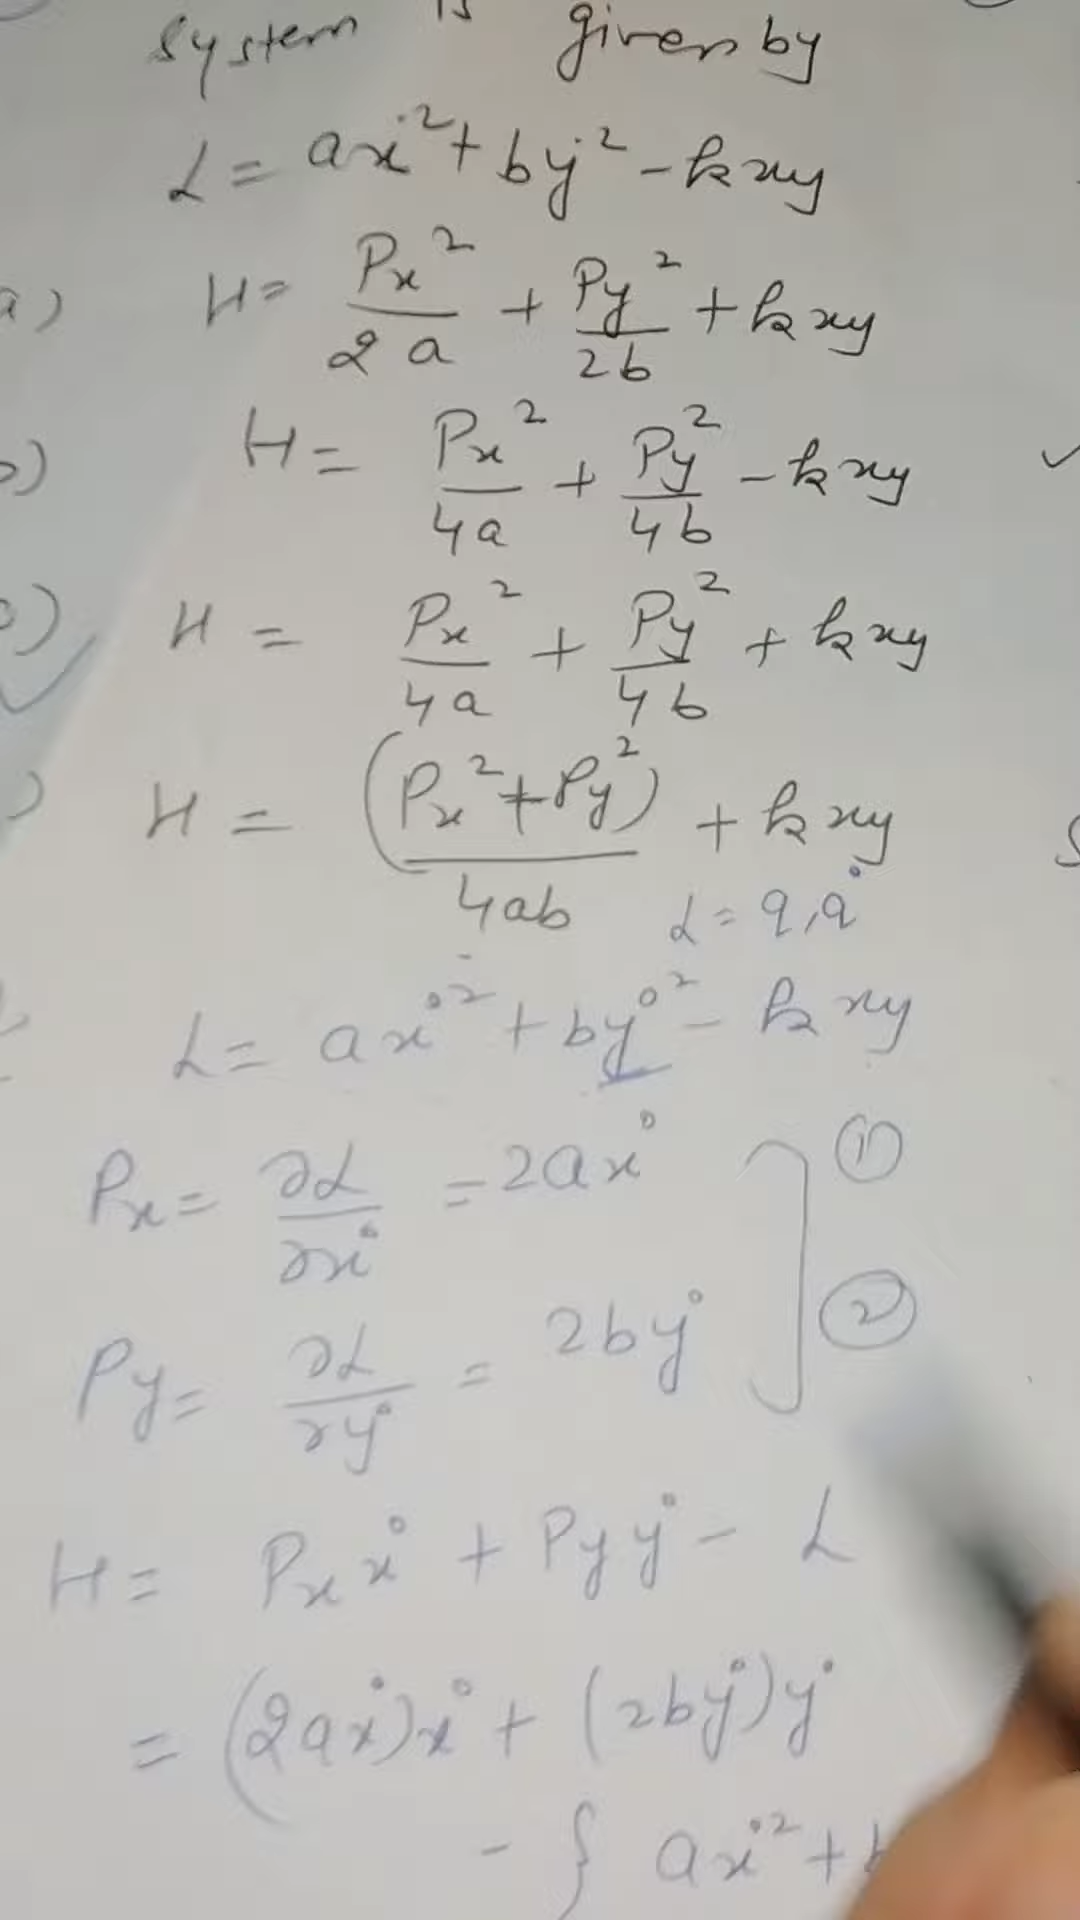 system is given by
L = aẋ² + bẏ² - kxy
a) H = Px²/2a + Py²/2b + kxy
b) H = Px²/4a + Py²/4b - kxy
c) H = Px²/4a + Py²/4b + kxy
) H = (Px² + Py²)/4ab + kxy
L = q, q̇
L = aẋ² + bẏ² - kxy
Px = ∂L/∂ẋ = 2aẋ ①
Py = ∂L/∂ẏ = 2bẏ ②
H = Px ẋ + Py ẏ - L
= (2aẋ)ẋ + (2bẏ)ẏ
- { aẋ² + b